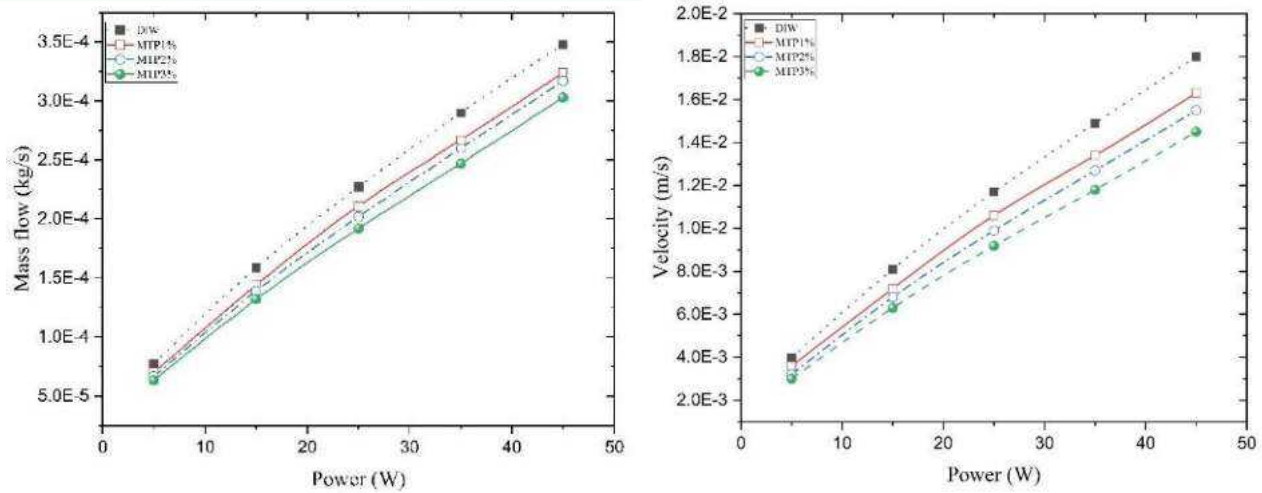 DIW
MTP1%
MTP2%
MTP3%
3.5E-4
3.0E-4
2.5E-4
2.0E-4
1.5E-4
1.0E-4
5.0E-5
Mass flow (kg/s)
0 10 20 30 40 50
Power (W)
DIW
MTP1%
MTP2%
MTP3%
2.0E-2
1.8E-2
1.6E-2
1.4E-2
1.2E-2
1.0E-2
8.0E-3
6.0E-3
4.0E-3
2.0E-3
Velocity (m/s)
0 10 20 30 40 50
Power (W)